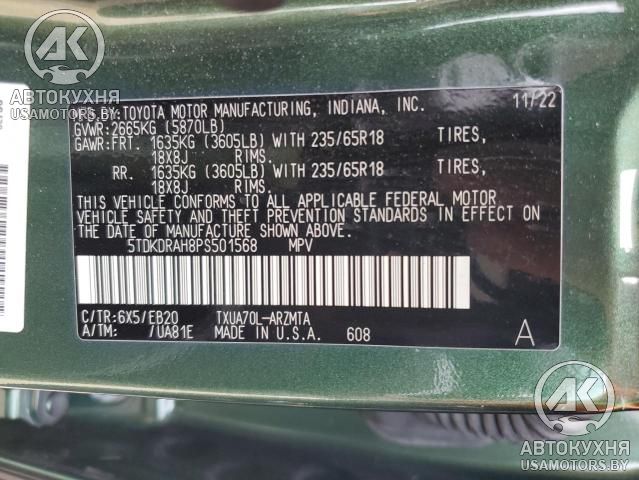 AK
АВТОКУХНЯ
USAMOTORS.BY
BY:TOYOTA MOTOR MANUFACTURING, INDIANA, INC. 11/22
GVWR:2665KG (5870LB)
GAWR:FRT. 1635KG (3605LB) WITH 235/65R18 TIRES,
18X8J RIMS.
RR. 1635KG (3605LB) WITH 235/65R18 TIRES,
18X8J RIMS.
THIS VEHICLE CONFORMS TO ALL APPLICABLE FEDERAL MOTOR
VEHICLE SAFETY AND THEFT PREVENTION STANDARDS IN EFFECT ON
THE DATE OF MANUFACTURE SHOWN ABOVE.
5TDKDRAH8PS501568 MPV
C/TR:6X5/EB20 TXUA70L-ARZMTA
A/TM: /UA81E MADE IN U.S.A. 608 A
AK
АВТОКУХНЯ
USAMOTORS.BY